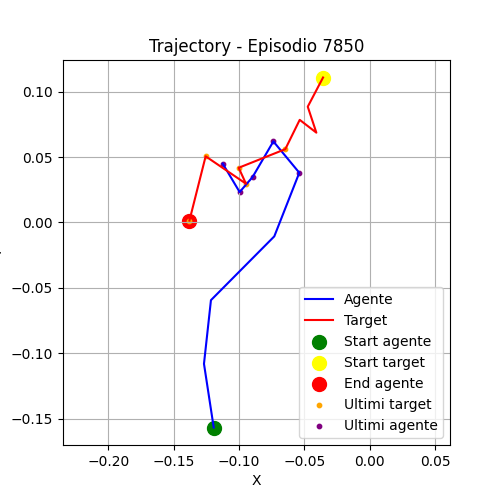 Trajectory - Episodio 7850
0.10
0.05
0.00
−0.05
−0.10
−0.15
−0.20
−0.15
−0.10
−0.05
0.00
0.05
X
Agente
Target
Start agente
Start target
End agente
Ultimi target
Ultimi agente